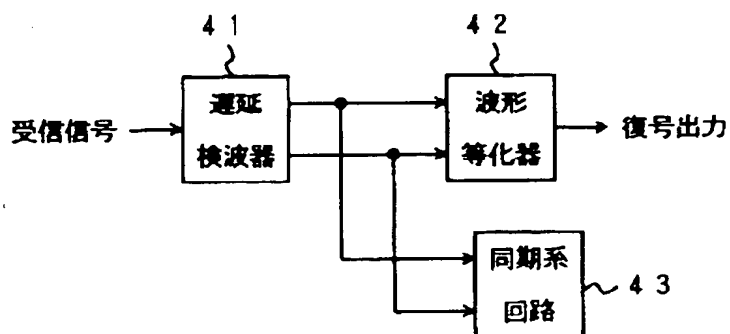 ４１
４２
遅延
検波器
波形
等化器
受信信号
復号出力
同期系
回路
４３